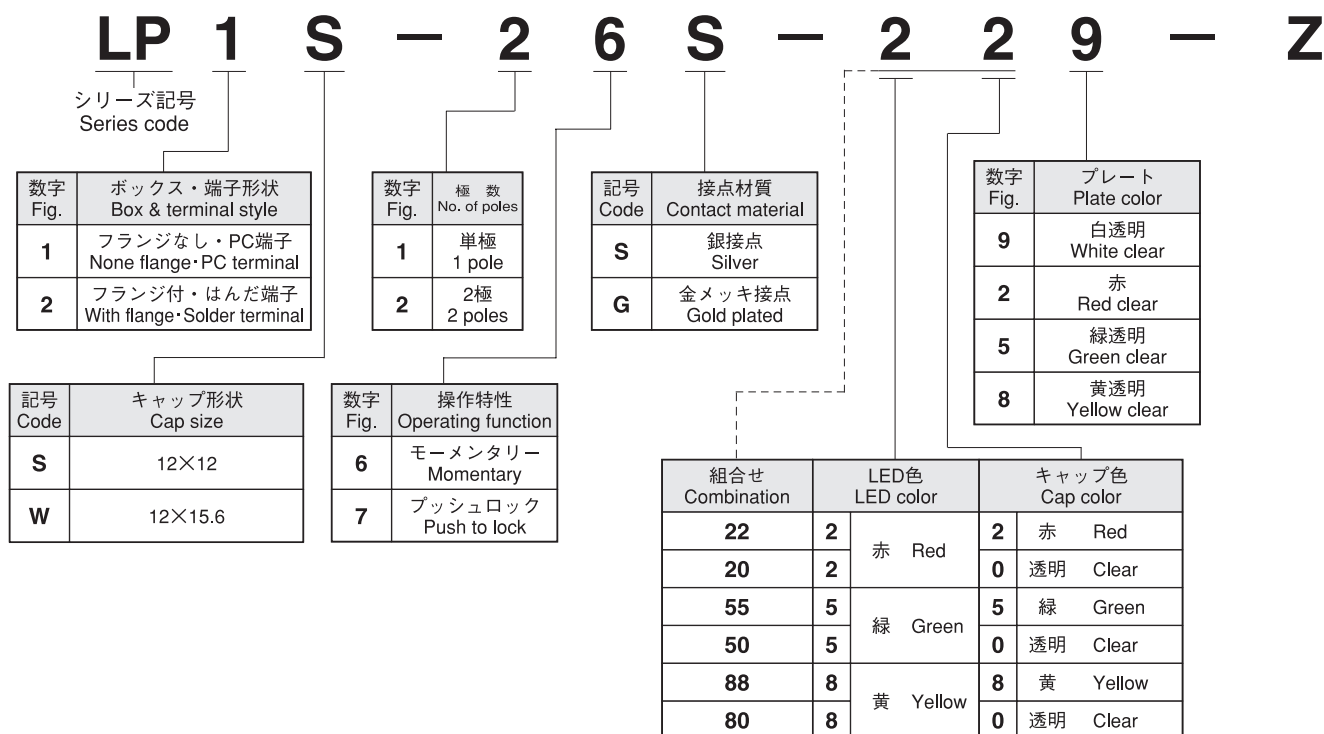 LP 1 S — 2 6 S — 2 2 9 — Z
シリーズ記号
Series code
数字 ボックス・端子形状
Fig. Box & terminal style
1 フランジなし・PC端子
None flange･PC terminal
2 フランジ付・はんだ端子
With flange･Solder terminal
数字 極 数
Fig. No. of poles
1 単極
1 pole
2 2極
2 poles
記号 接点材質
Code Contact material
S 銀接点
Silver
G 金メッキ接点
Gold plated
数字 プレート
Fig. Plate color
9 白透明
White clear
2 赤
Red clear
5 緑透明
Green clear
8 黄透明
Yellow clear
記号 キャップ形状
Code Cap size
S 12×12
W 12×15.6
数字 操作特性
Fig. Operating function
6 モーメンタリー
Momentary
7 プッシュロック
Push to lock
組合せ LED色 キャップ色
Combination LED color Cap color
22 2 赤 Red 2 赤 Red
20 2 0 透明 Clear
55 5 緑 Green 5 緑 Green
50 5 0 透明 Clear
88 8 黄 Yellow 8 黄 Yellow
80 8 0 透明 Clear